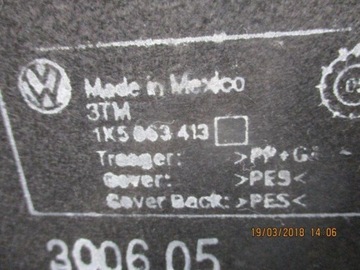 Made in Mexico
3TM
1K5 863 413
Traeger: >PP+G
Cover: >PES<
Cover Back: >PES<
19/03/2018 14:06
3006 05